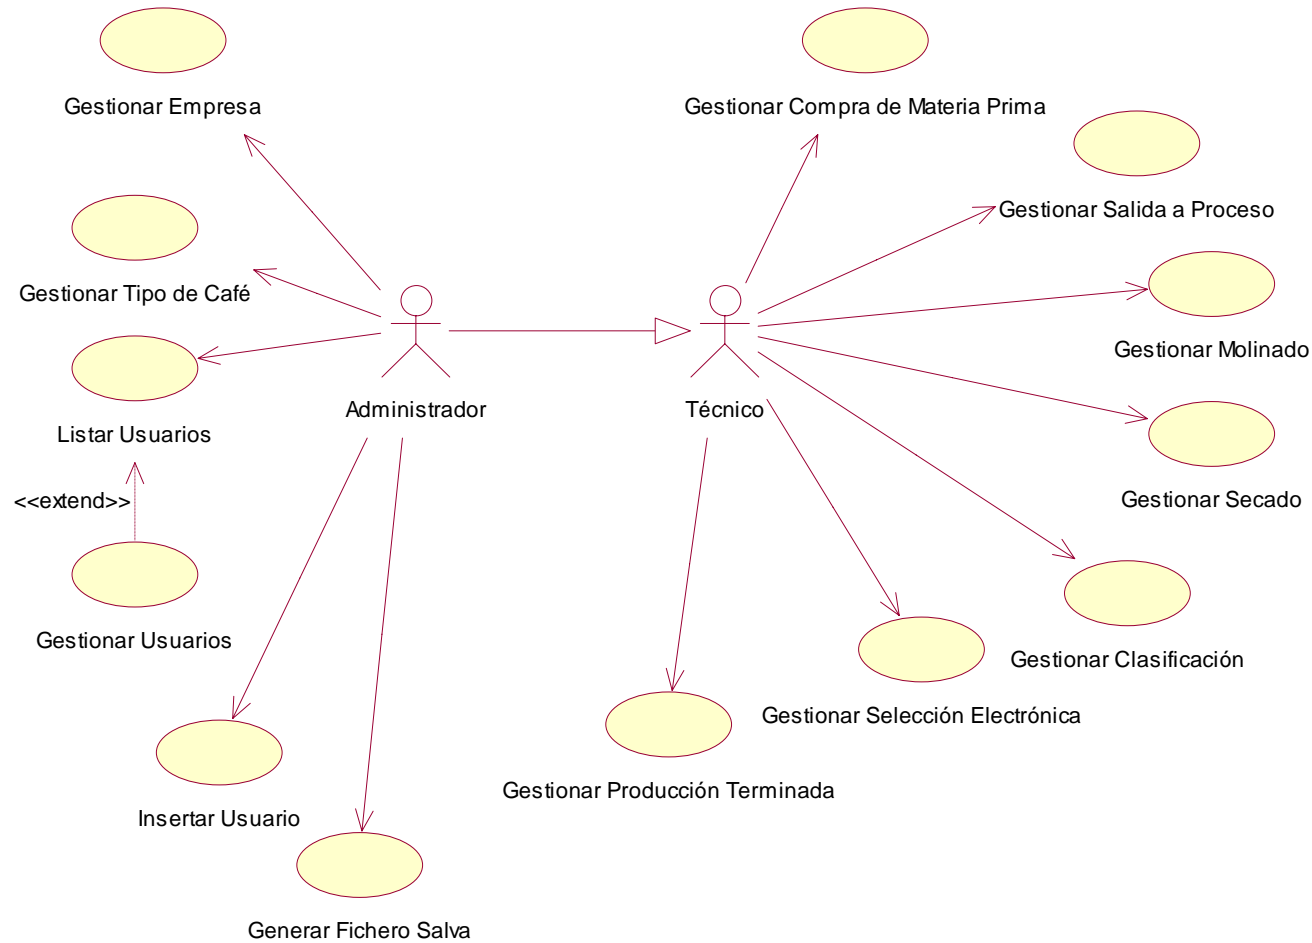 Gestionar Empresa
Gestionar Compra de Materia Prima
Gestionar Salida a Proceso
Gestionar Tipo de Café
Gestionar Molinado
Administrador
Técnico
Listar Usuarios
<<extend>>
Gestionar Secado
Gestionar Usuarios
Gestionar Clasificación
Gestionar Selección Electrónica
Gestionar Producción Terminada
Insertar Usuario
Generar Fichero Salva